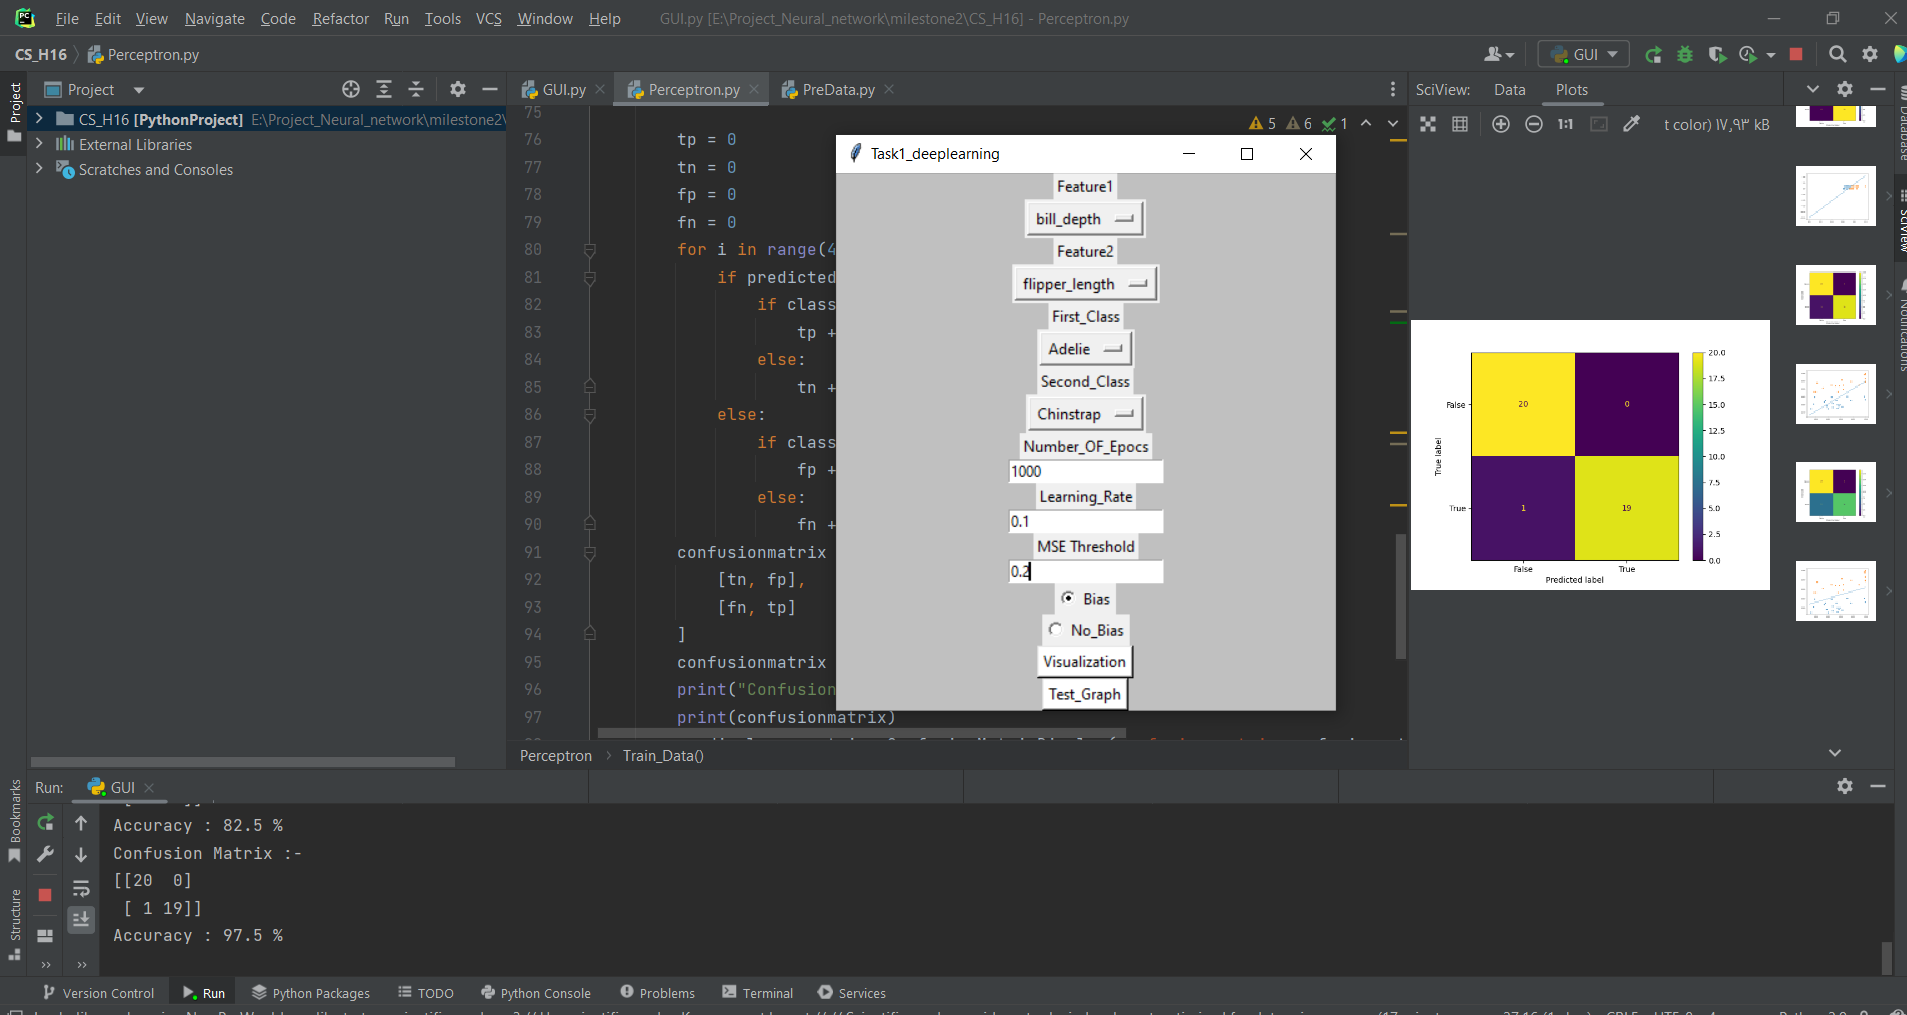 File Edit View Navigate Code Refactor Run Tools VCS Window Help GUI.py [E:\Project_Neural_network\milestone2\CS_H16] - Perceptron.py
CS_H16 Perceptron.py GUI
Project
Project
GUI.py Perceptron.py PreData.py
SciView: Data Plots
CS_H16 [PythonProject] E:\Project_Neural_network\milestone2\
External Libraries
Scratches and Consoles
5 6 1
1:1 t color) ١٧٫٩٣ kB
Database
SciView
Notifications
75
76 tp = 0
77 tn = 0
78 fp = 0
79 fn = 0
80 for i in range(4
81 if predicted
82 if class
83 tp +
84 else:
85 tn +
86 else:
87 if class
88 fp +
89 else:
90 fn +
91 confusionmatrix
92 [tn, fp],
93 [fn, tp]
94 ]
95 confusionmatrix
96 print("Confusion
97 print(confusionmatrix)
Perceptron Train_Data()
Task1_deeplearning
Feature1
bill_depth
Feature2
flipper_length
First_Class
Adelie
Second_Class
Chinstrap
Number_OF_Epocs
1000
Learning_Rate
0.1
MSE Threshold
0.2
Bias
No_Bias
Visualization
Test_Graph
20 0
1 19
False
True
True label
False True
Predicted label
20.0
17.5
15.0
12.5
10.0
7.5
5.0
2.5
0.0
Run: GUI
Bookmarks
Structure
Accuracy : 82.5 %
Confusion Matrix :-
[[20 0]
[ 1 19]]
Accuracy : 97.5 %
Version Control Run Python Packages TODO Python Console Problems Terminal Services